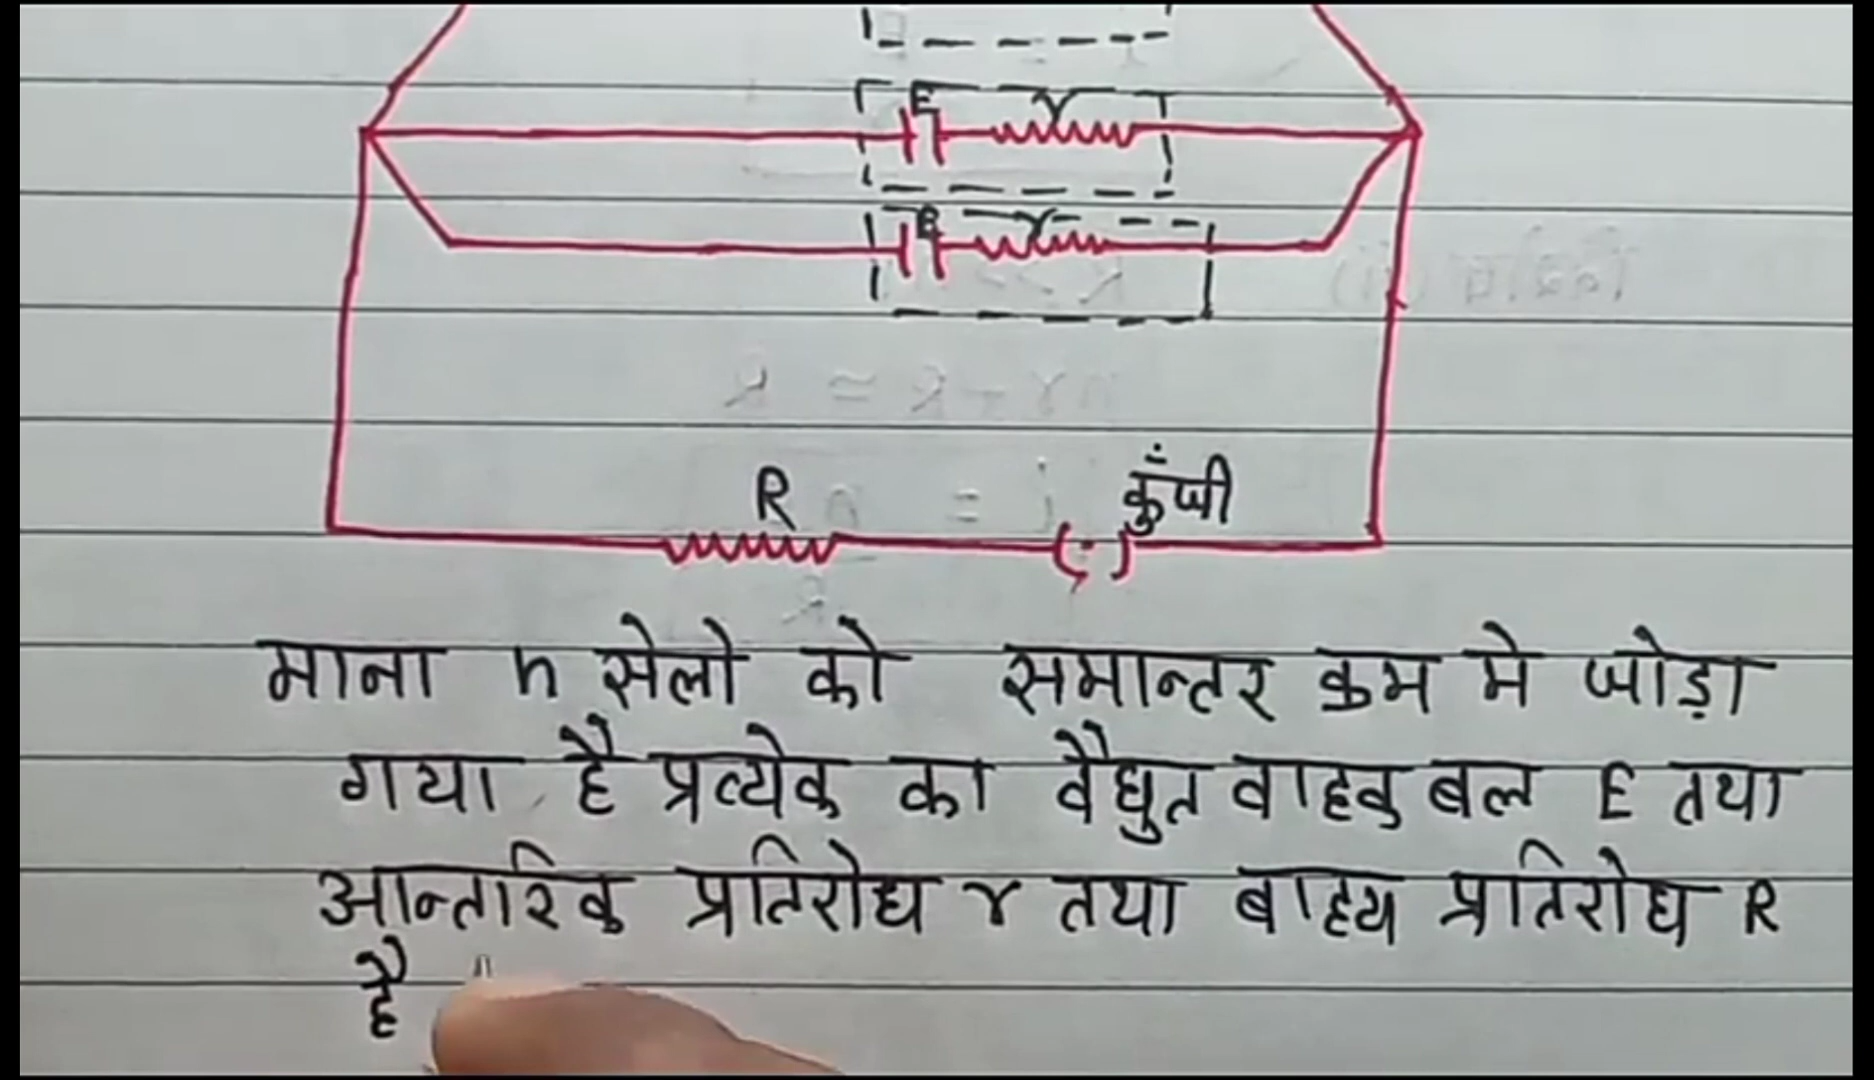 E r
E r
R कुँजी
माना n सेलो को समान्तर क्रम मे जोड़ा
गया है प्रत्येक का वैधुत वाहक बल E तथा
आन्तरिक प्रतिरोध r तथा बाह्य प्रतिरोध R
है